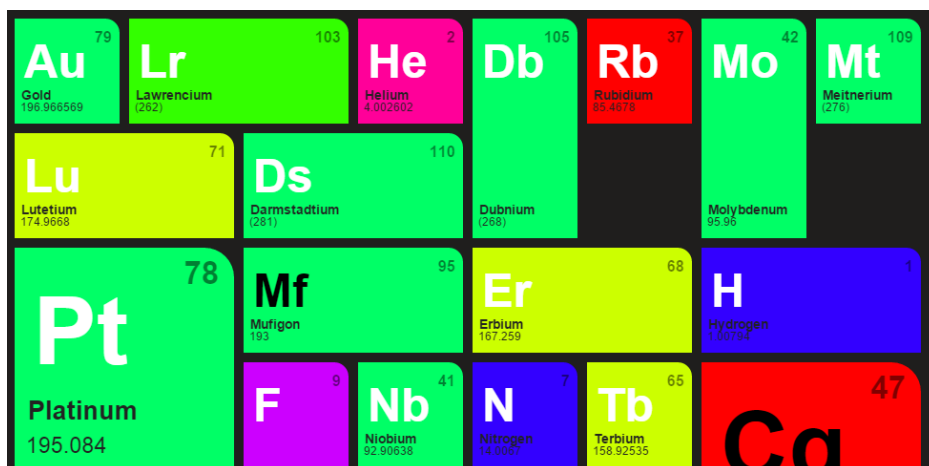 79
Au
Gold
196.966569
103
Lr
Lawrencium
(262)
2
He
Helium
4.002602
105
Db
Dubnium
(268)
37
Rb
Rubidium
85.4678
42
Mo
Molybdenum
95.96
109
Mt
Meitnerium
(276)
71
Lu
Lutetium
174.9668
110
Ds
Darmstadtium
(281)
78
Pt
Platinum
195.084
95
Mf
Mufigon
193
68
Er
Erbium
167.259
1
H
Hydrogen
1.00794
9
F
41
Nb
Niobium
92.90638
7
N
Nitrogen
14.0067
65
Tb
Terbium
158.92535
47